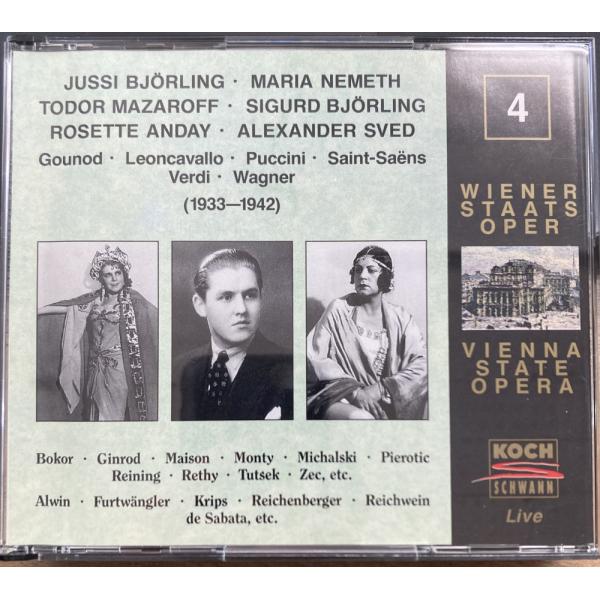 JUSSI BJÖRLING · MARIA NEMETH
TODOR MAZAROFF · SIGURD BJÖRLING
ROSETTE ANDAY · ALEXANDER SVED
Gounod · Leoncavallo · Puccini · Saint-Saëns
Verdi · Wagner
(1933—1942)
Bokor · Ginrod · Maison · Monty · Michalski · Pierotic
Reining · Rethy · Tutsek · Zec, etc.
Alwin · Furtwängler · Krips · Reichenberger · Reichwein
de Sabata, etc.
4
WIENER
STAATS
OPER
VIENNA
STATE
OPERA
KOCH
SCHWANN
Live